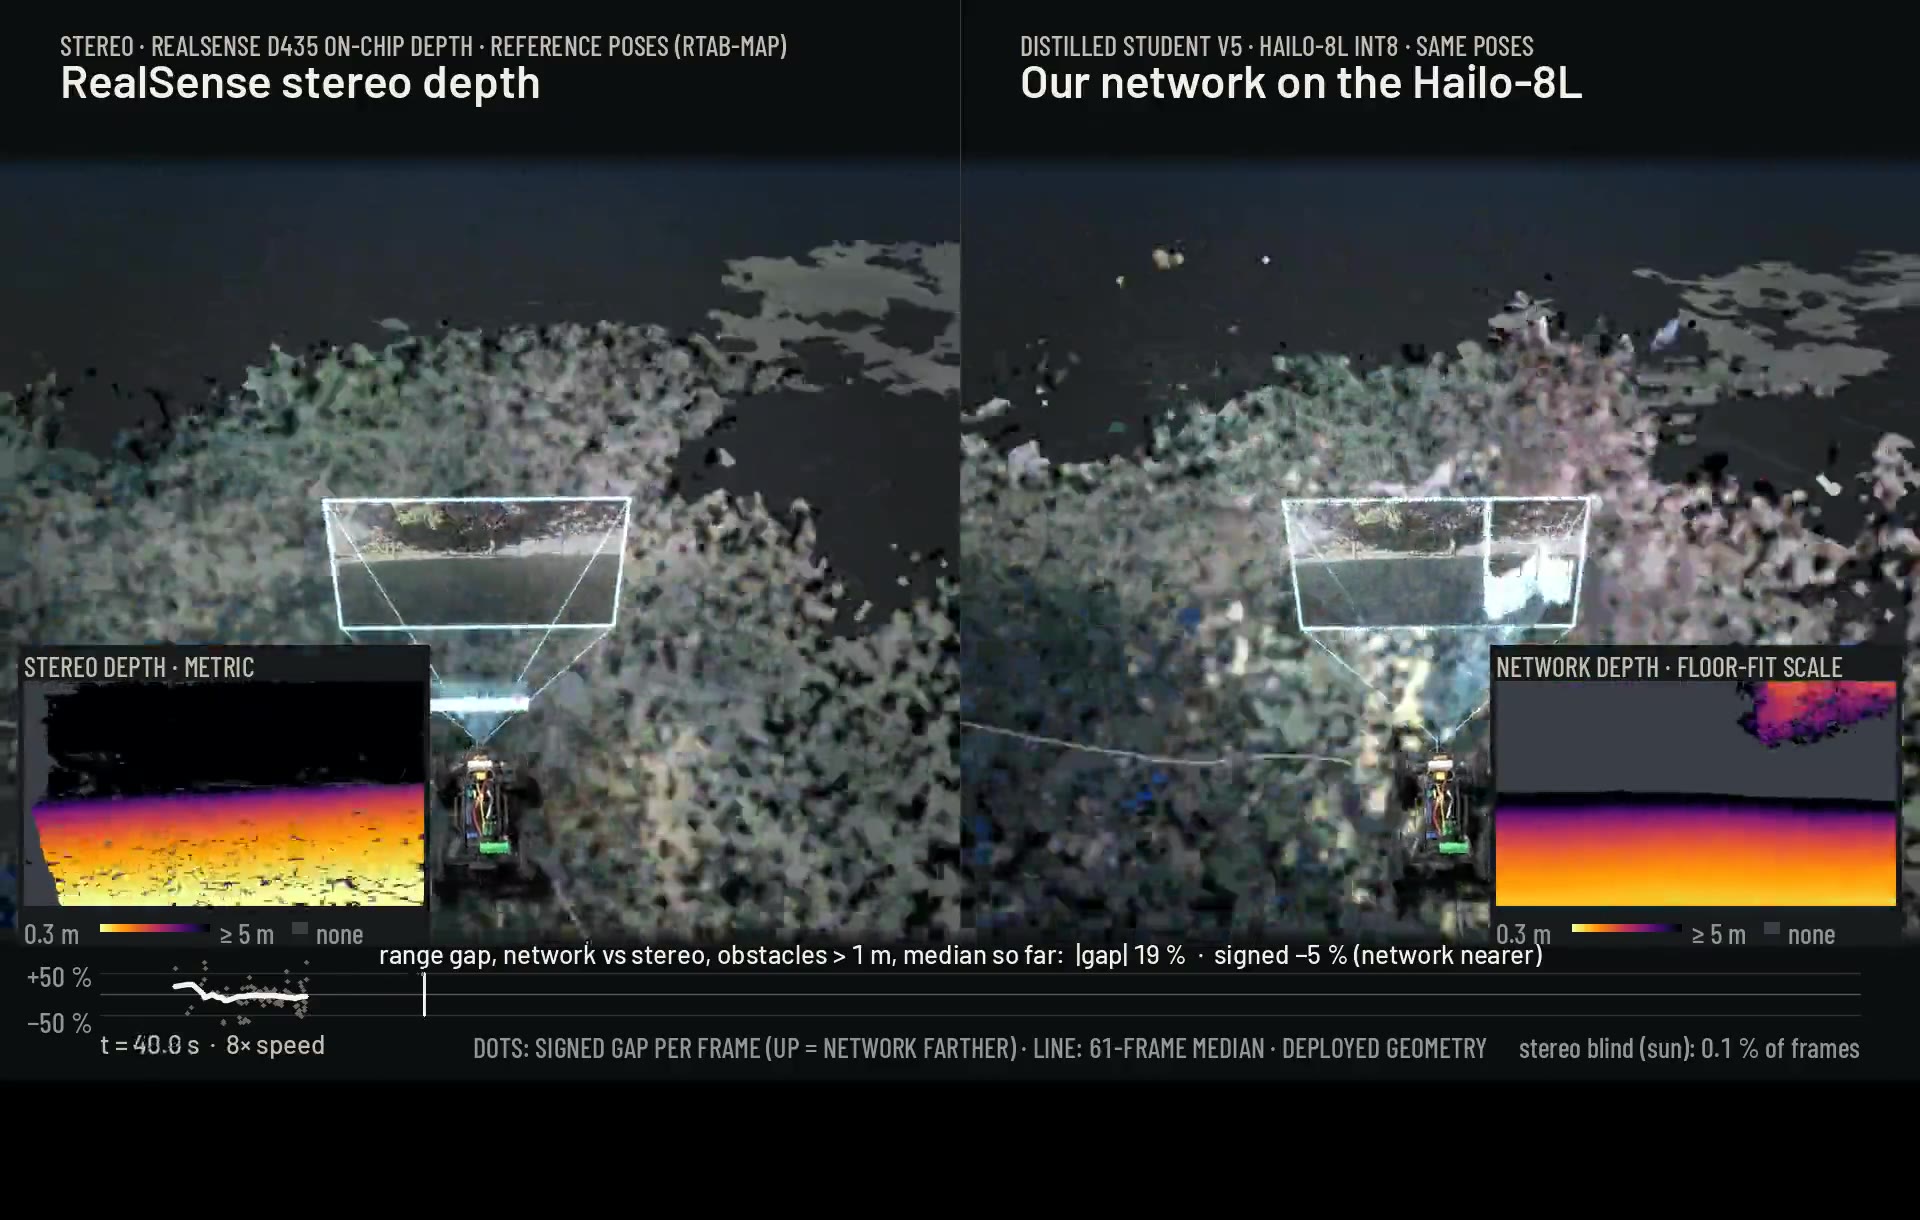 STEREO · REALSENSE D435 ON-CHIP DEPTH · REFERENCE POSES (RTAB-MAP)
RealSense stereo depth
DISTILLED STUDENT V5 · HAILO-8L INT8 · SAME POSES
Our network on the Hailo-8L
STEREO DEPTH · METRIC
0.3 m ≥ 5 m none
NETWORK DEPTH · FLOOR-FIT SCALE
0.3 m ≥ 5 m none
range gap, network vs stereo, obstacles > 1 m, median so far: |gap| 19 % · signed −5 % (network nearer)
+50 %
−50 %
t = 40.0 s · 8× speed
DOTS: SIGNED GAP PER FRAME (UP = NETWORK FARTHER) · LINE: 61-FRAME MEDIAN · DEPLOYED GEOMETRY
stereo blind (sun): 0.1 % of frames